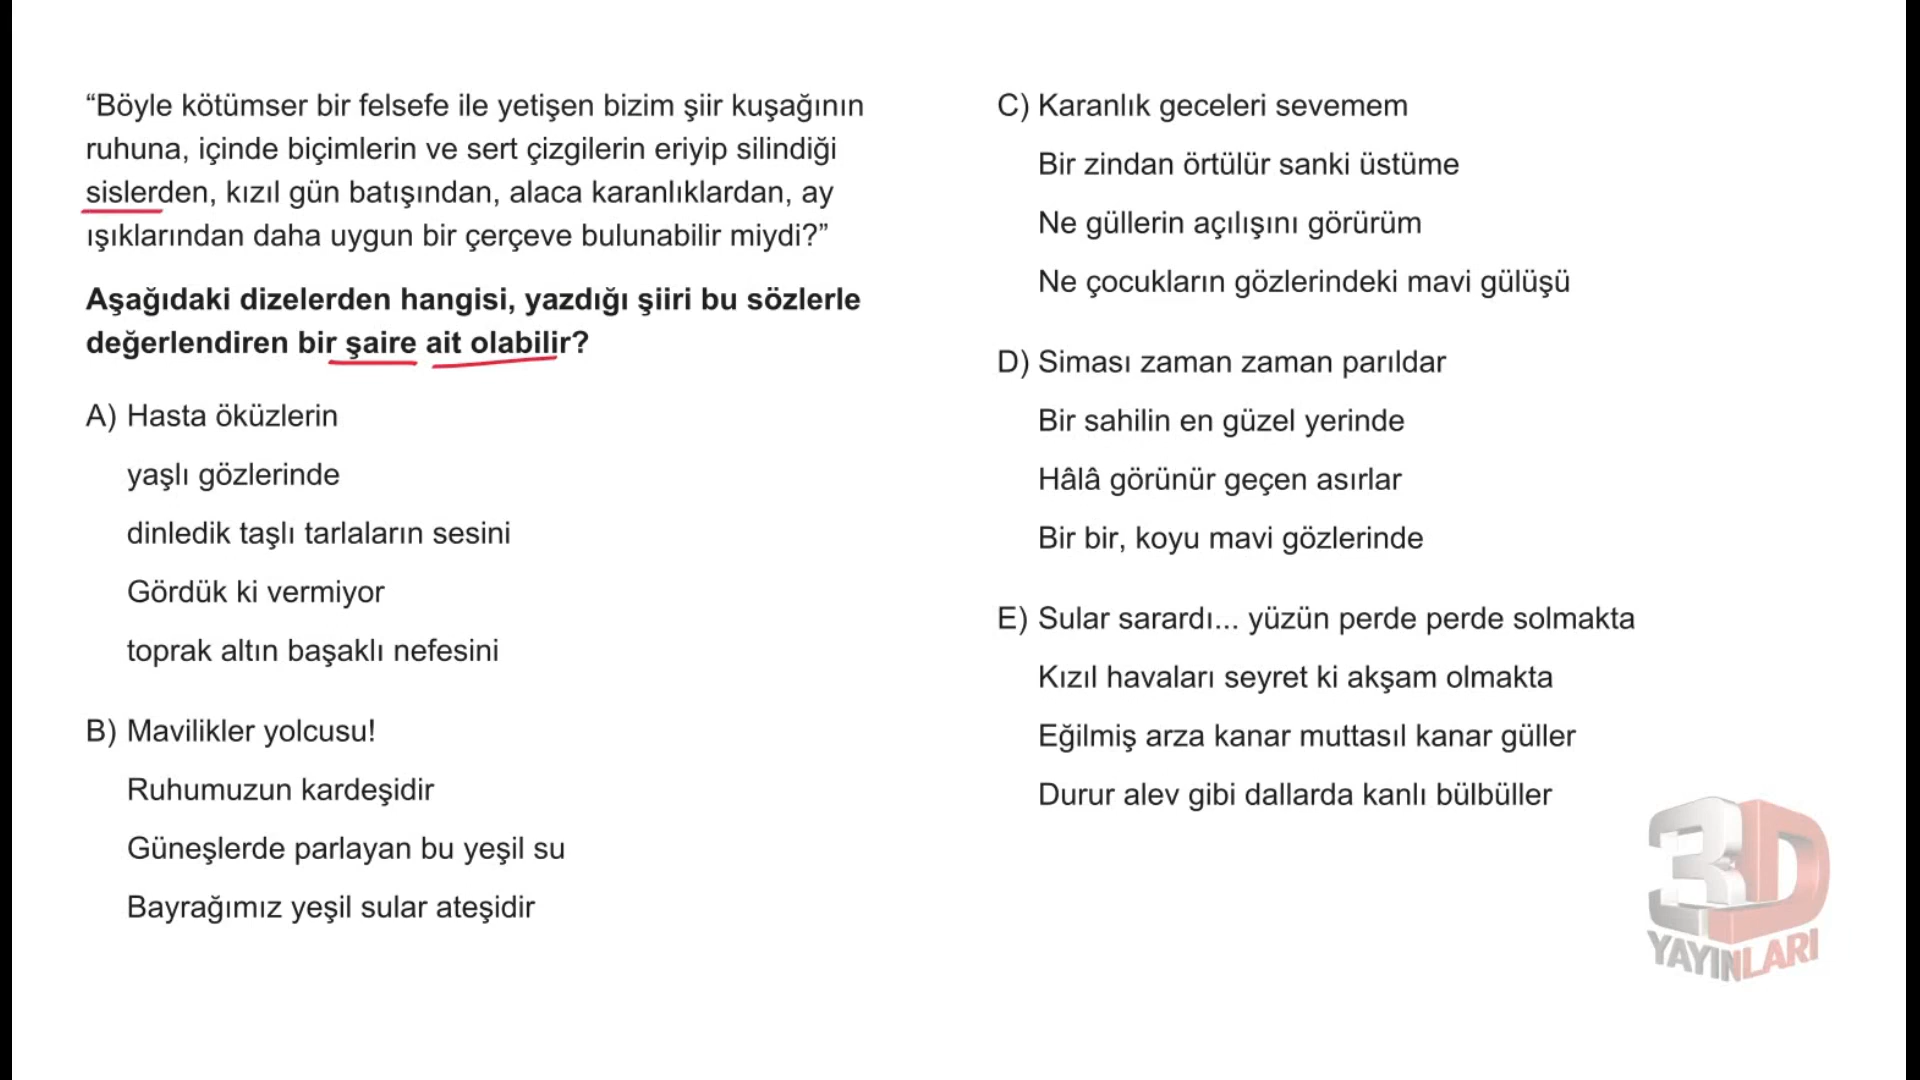 “Böyle kötümser bir felsefe ile yetişen bizim şiir kuşağının
ruhuna, içinde biçimlerin ve sert çizgilerin eriyip silindiği
sislerden, kızıl gün batışından, alaca karanlıklardan, ay
ışıklarından daha uygun bir çerçeve bulunabilir miydi?”
Aşağıdaki dizelerden hangisi, yazdığı şiiri bu sözlerle
değerlendiren bir şaire ait olabilir?
A) Hasta öküzlerin
yaşlı gözlerinde
dinledik taşlı tarlaların sesini
Gördük ki vermiyor
toprak altın başaklı nefesini
B) Mavilikler yolcusu!
Ruhumuzun kardeşidir
Güneşlerde parlayan bu yeşil su
Bayrağımız yeşil sular ateşidir
C) Karanlık geceleri sevemem
Bir zindan örtülür sanki üstüme
Ne güllerin açılışını görürüm
Ne çocukların gözlerindeki mavi gülüşü
D) Siması zaman zaman parıldar
Bir sahilin en güzel yerinde
Hâlâ görünür geçen asırlar
Bir bir, koyu mavi gözlerinde
E) Sular sarardı... yüzün perde perde solmakta
Kızıl havaları seyret ki akşam olmakta
Eğilmiş arza kanar muttasıl kanar güller
Durur alev gibi dallarda kanlı bülbüller
3D
YAYINLARI